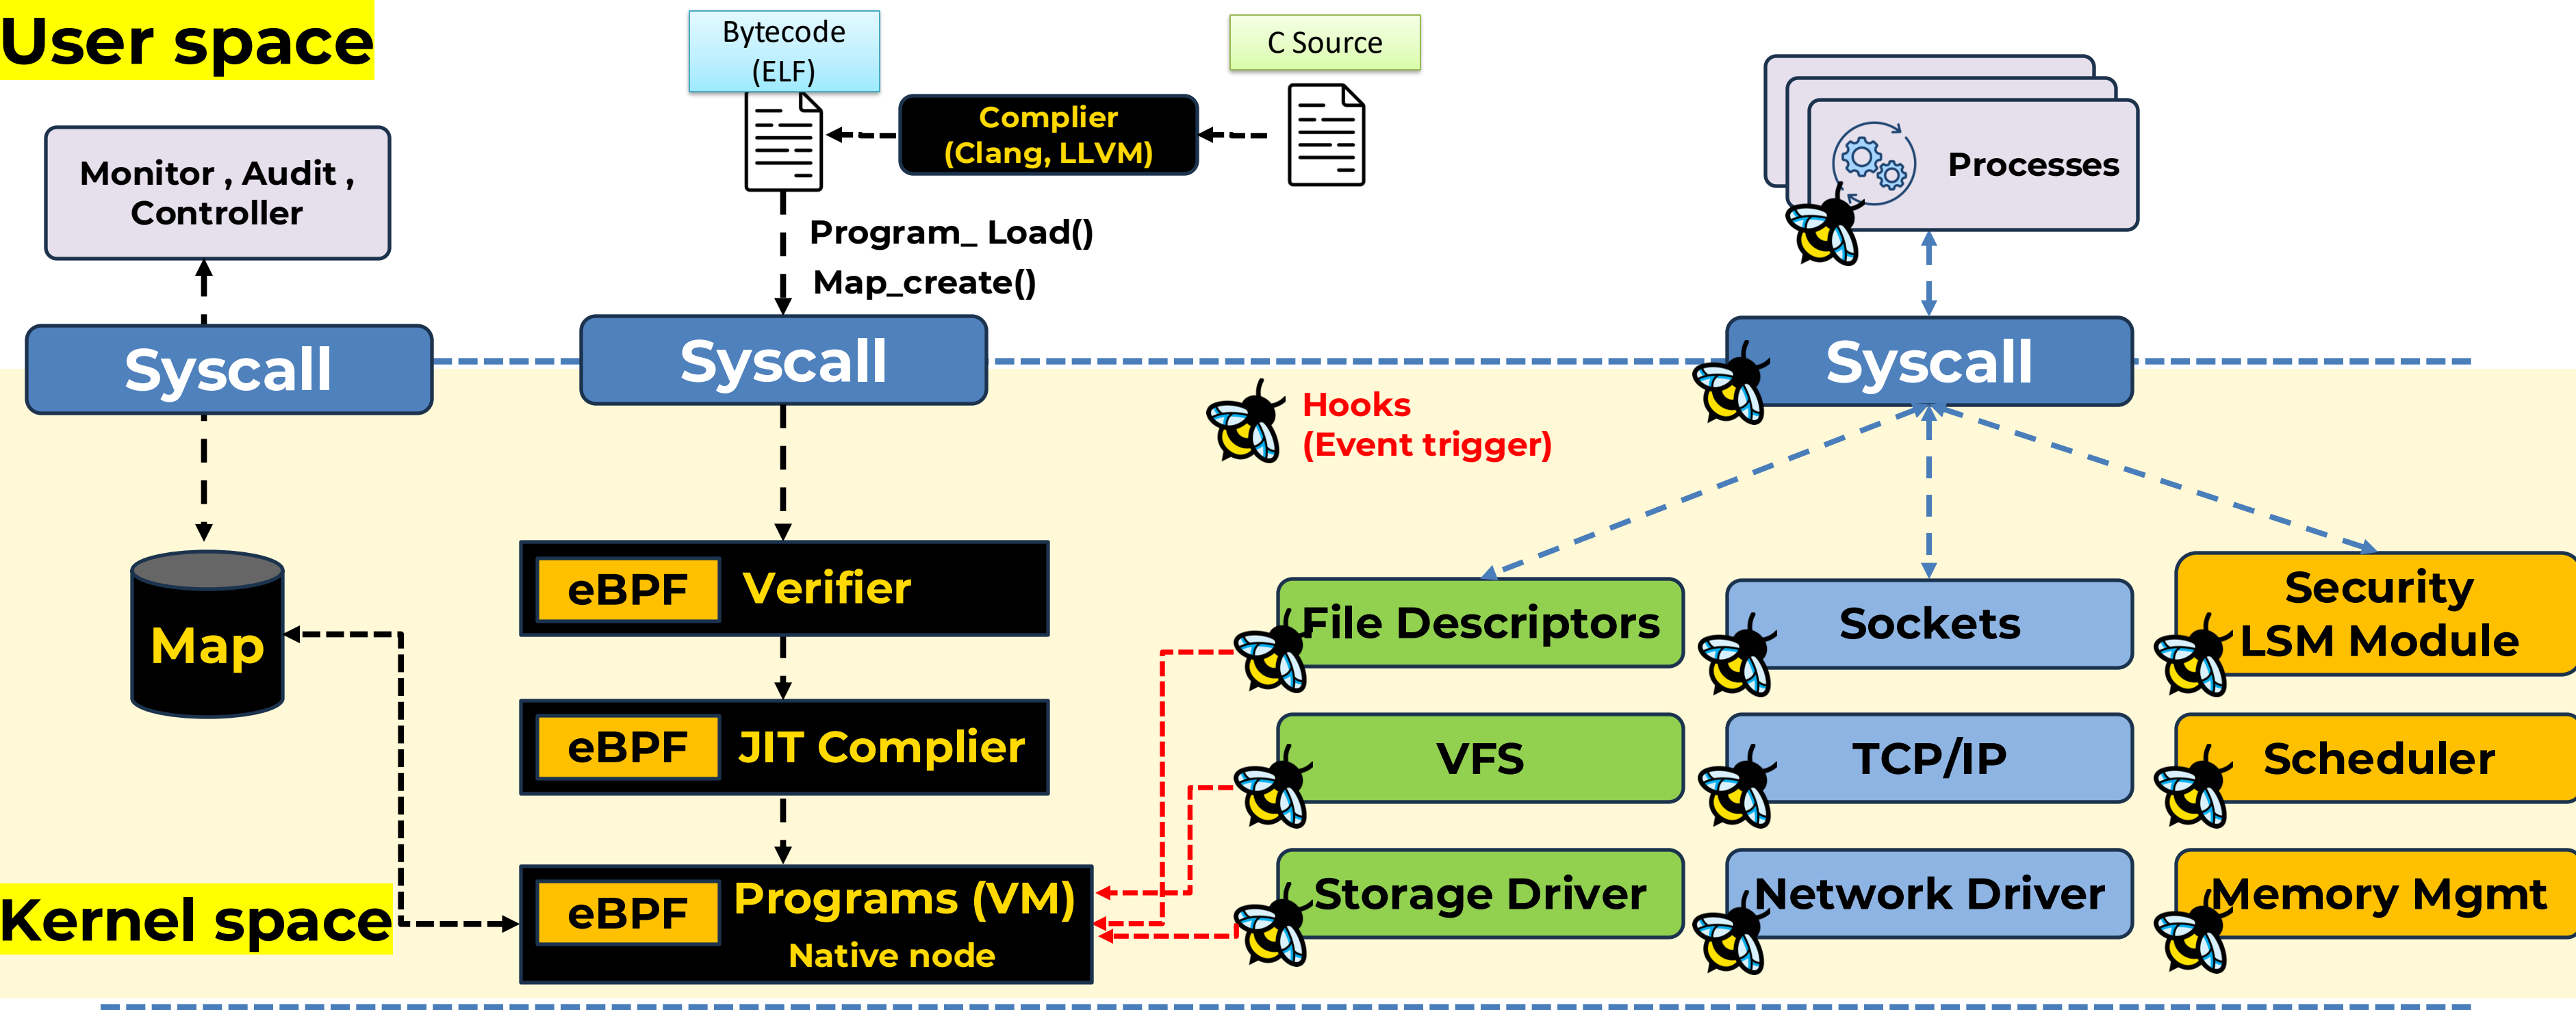 User space
Bytecode
(ELF)
C Source
Complier
(Clang, LLVM)
Monitor , Audit ,
Controller
Processes
Program_ Load()
Map_create()
Syscall
Syscall
Syscall
Hooks
(Event trigger)
Map
eBPF Verifier
eBPF JIT Complier
eBPF Programs (VM)
Native node
File Descriptors
Sockets
Security
LSM Module
VFS
TCP/IP
Scheduler
Storage Driver
Network Driver
Memory Mgmt
Kernel space